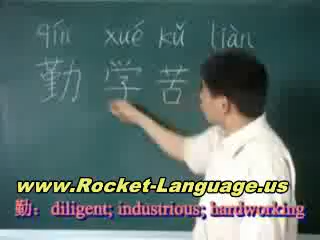 qín xué kǔ liàn
勤 学 苦
www.Rocket-Language.us
勤：diligent; industrious; hardworking